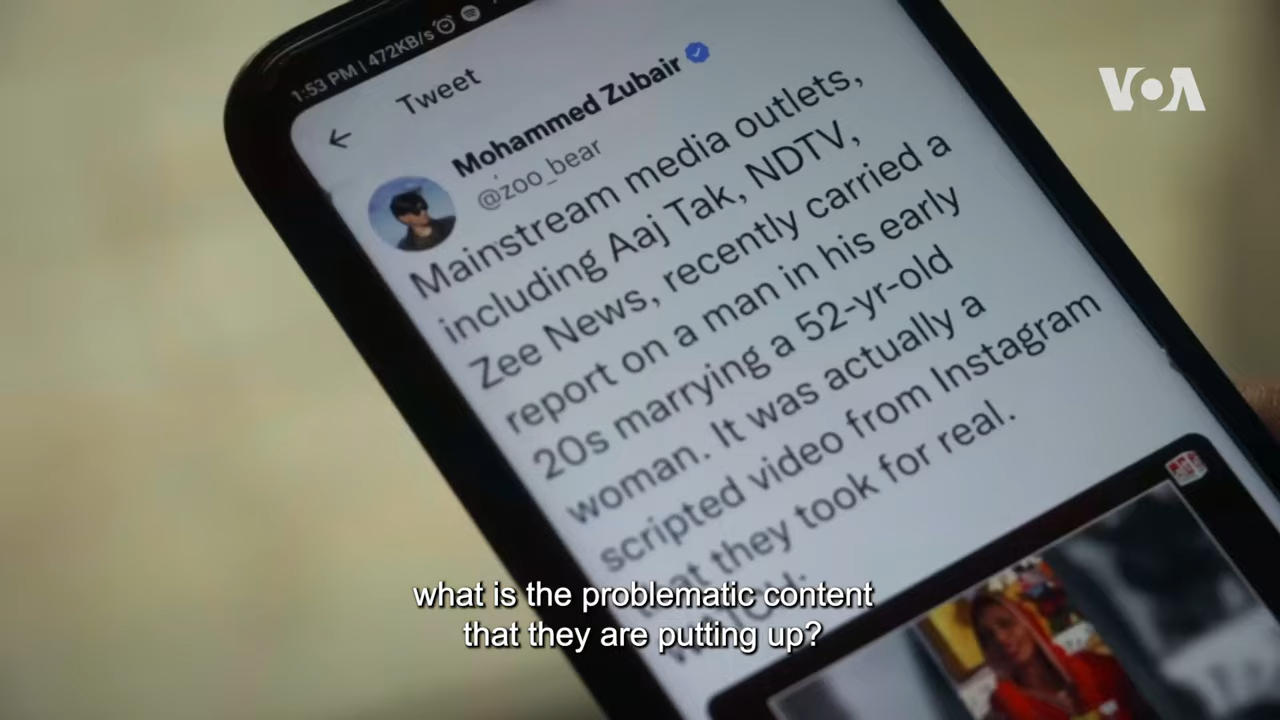 1:53 PM | 472KB/s
Tweet
Mohammed Zubair
@zoo_bear
Mainstream media outlets,
including Aaj Tak, NDTV,
Zee News, recently carried a
report on a man in his early
20s marrying a 52-yr-old
woman. It was actually a
scripted video from Instagram
they took for real.
VOA
what is the problematic content
that they are putting up?